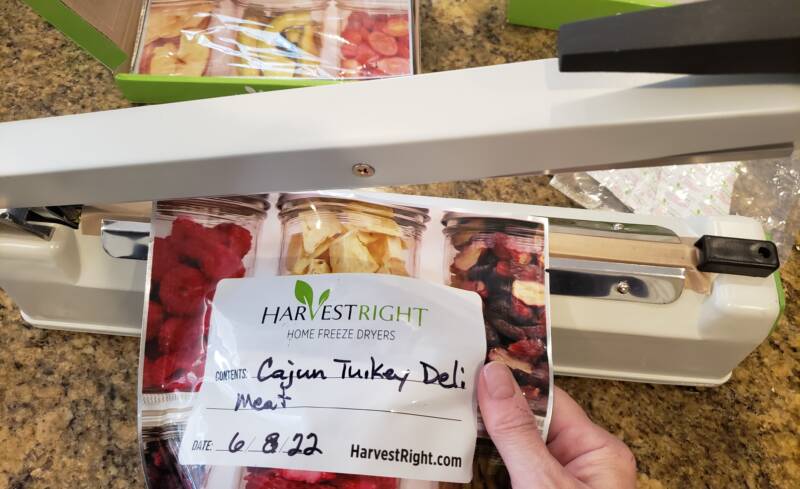 HARVESTRIGHT
HOME FREEZE DRYERS
CONTENTS: Cajun Turkey Deli
Meat
DATE: 6/8/22 HarvestRight.com